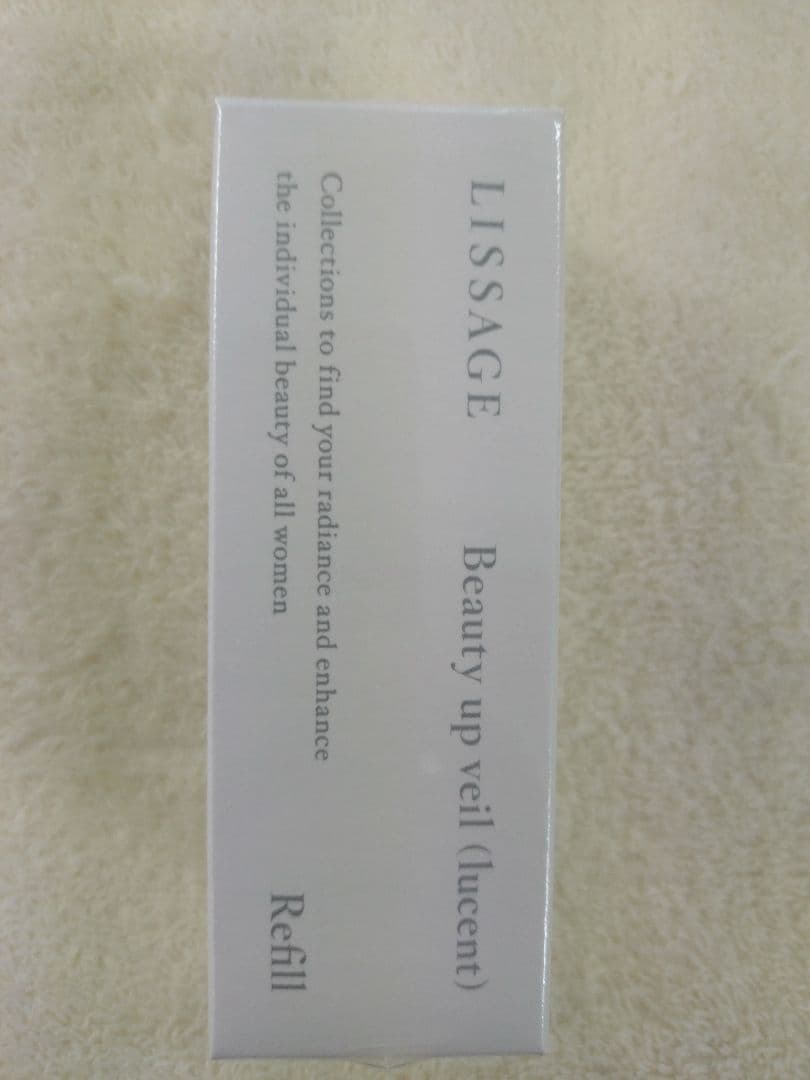 LISSAGE Beauty up veil (lucent)
Collections to find your radiance and enhance
the individual beauty of all women
Refill